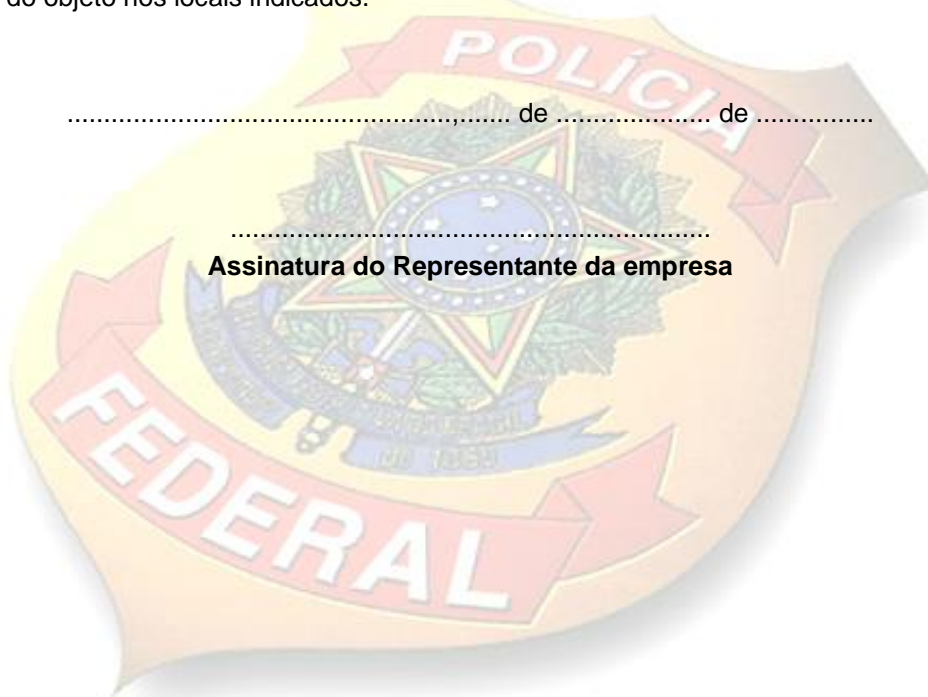 do objeto nos locais indicados.
POLÍCIA
....................................................,....... de ..................... de ................
.................................................................
Assinatura do Representante da empresa
FEDERAL